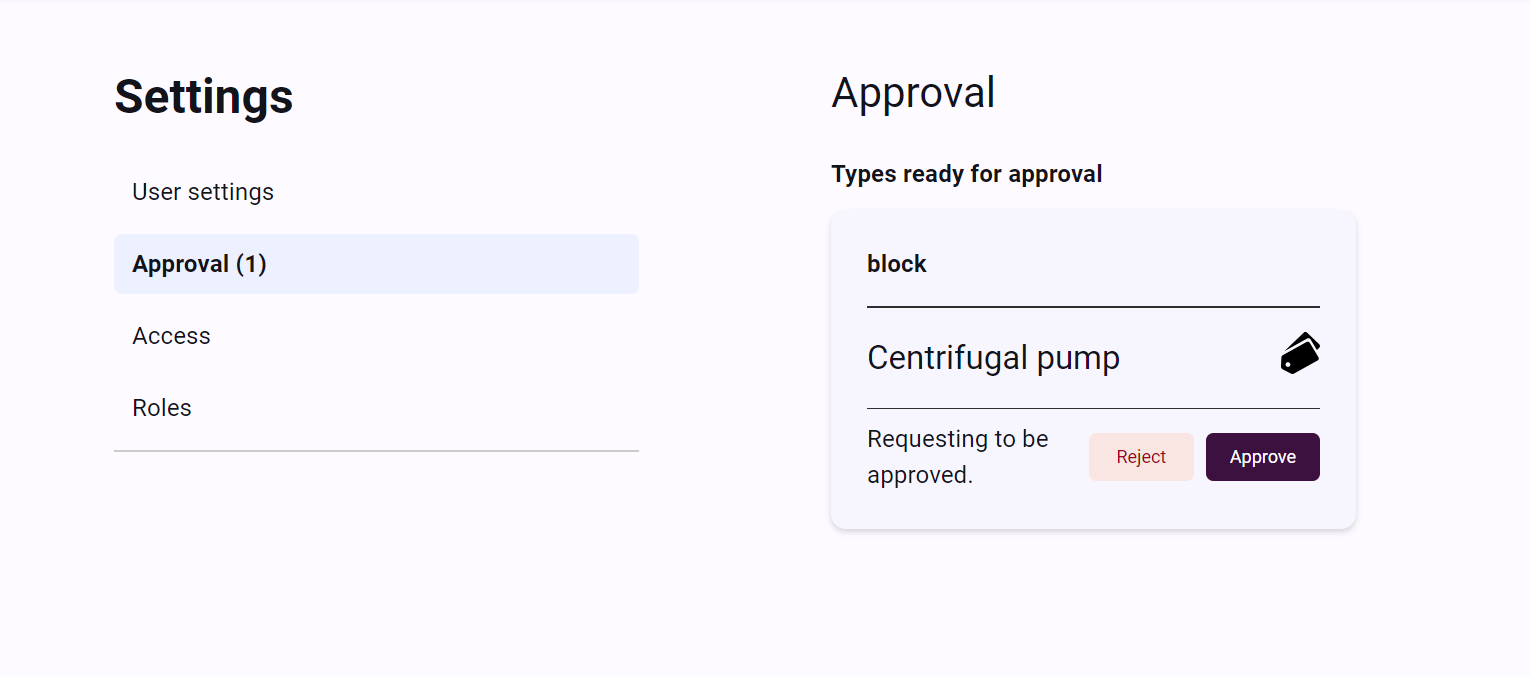 Settings
User settings
Approval (1)
Access
Roles
Approval
Types ready for approval
block
Centrifugal pump
Requesting to be
approved.
Reject
Approve